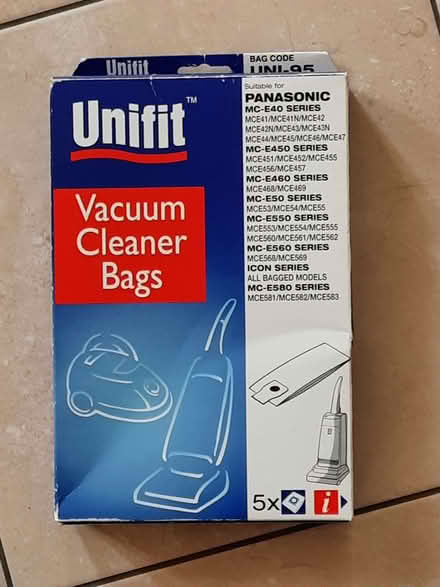 Unifit
BAG CODE
UNI-95
Unifit™
Vacuum
Cleaner
Bags
Suitable for
PANASONIC
MC-E40 SERIES
MCE41/MCE41N/MCE42
MCE42N/MCE43/MCE43N
MCE44/MCE45/MCE46/MCE47
MC-E450 SERIES
MCE451/MCE452/MCE455
MCE456/MCE457
MC-E460 SERIES
MCE468/MCE469
MC-E50 SERIES
MCE53/MCE54/MCE55
MC-E550 SERIES
MCE553/MCE554/MCE555
MCE560/MCE561/MCE562
MC-E560 SERIES
MCE568/MCE569
ICON SERIES
ALL BAGGED MODELS
MC-E580 SERIES
MCE581/MCE582/MCE583
5x i